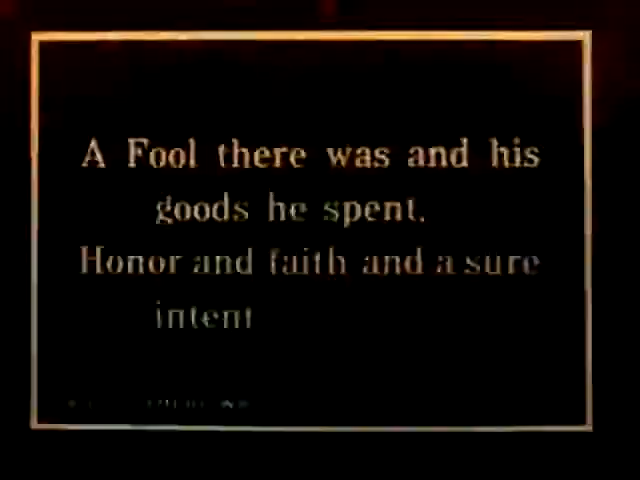 A Fool there was and his
goods he spent.
Honor and faith and a sure
intent